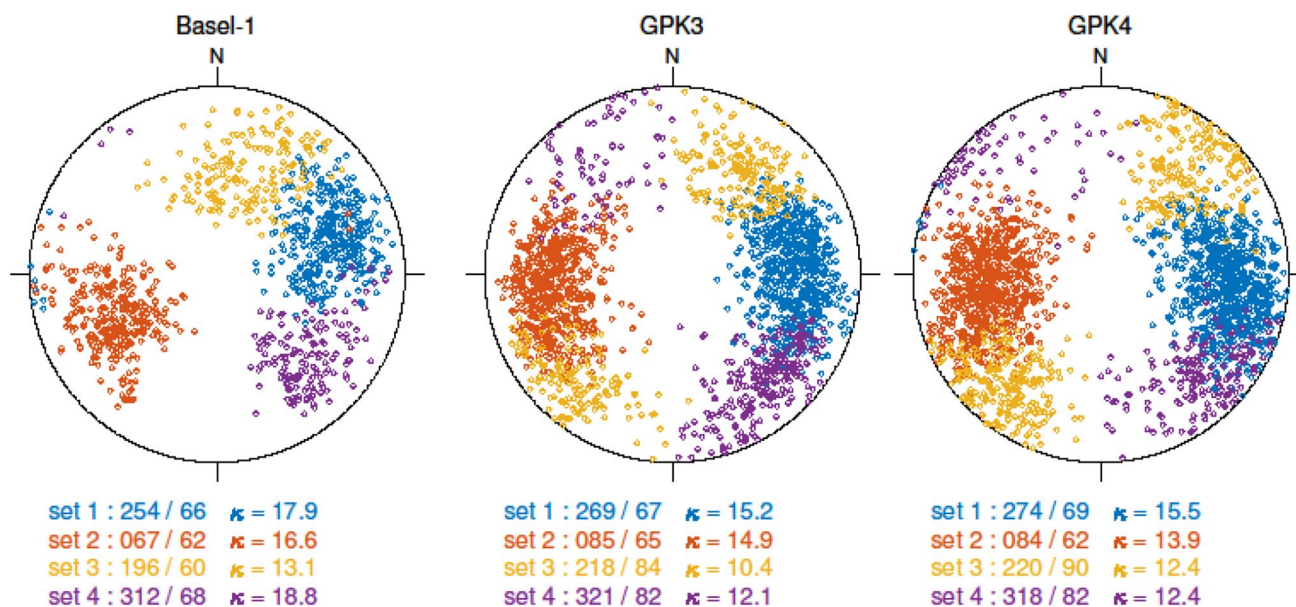 Basel-1 GPK3 GPK4
N N N
set 1 : 254 / 66 κ = 17.9 set 1 : 269 / 67 κ = 15.2 set 1 : 274 / 69 κ = 15.5
set 2 : 067 / 62 κ = 16.6 set 2 : 085 / 65 κ = 14.9 set 2 : 084 / 62 κ = 13.9
set 3 : 196 / 60 κ = 13.1 set 3 : 218 / 84 κ = 10.4 set 3 : 220 / 90 κ = 12.4
set 4 : 312 / 68 κ = 18.8 set 4 : 321 / 82 κ = 12.1 set 4 : 318 / 82 κ = 12.4